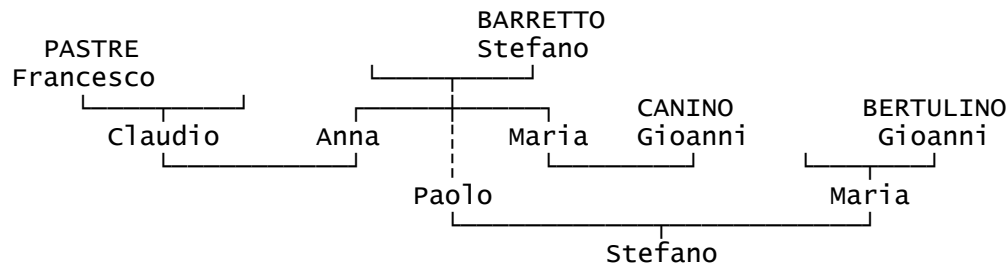 BARRETTO
PASTRE Stefano
Francesco
CANINO BERTULINO
Claudio Anna Maria Gioanni Gioanni
Paolo Maria
Stefano